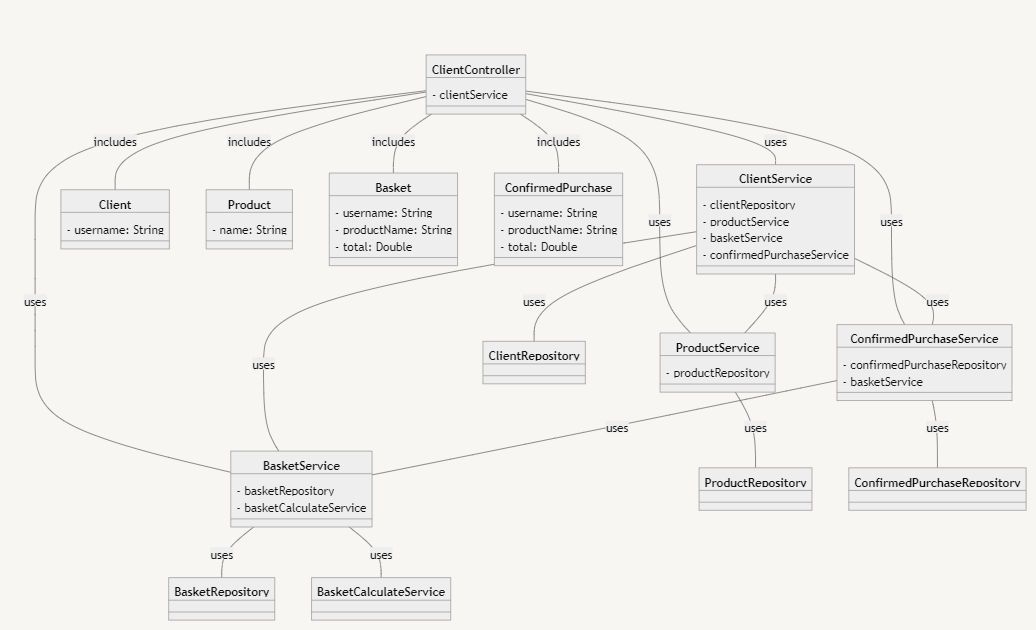 ClientController
- clientService
includes
includes
includes
includes
uses
Client
- username: String
Product
- name: String
Basket
- username: String
- productName: String
- total: Double
ConfirmedPurchase
- username: String
- productName: String
- total: Double
ClientService
- clientRepository
- productService
- basketService
- confirmedPurchaseService
uses
uses
uses
uses
uses
uses
uses
ClientRepository
ProductService
- productRepository
ConfirmedPurchaseService
- confirmedPurchaseRepository
- basketService
uses
uses
uses
BasketService
- basketRepository
- basketCalculateService
ProductRepository
ConfirmedPurchaseRepository
uses
uses
BasketRepository
BasketCalculateService